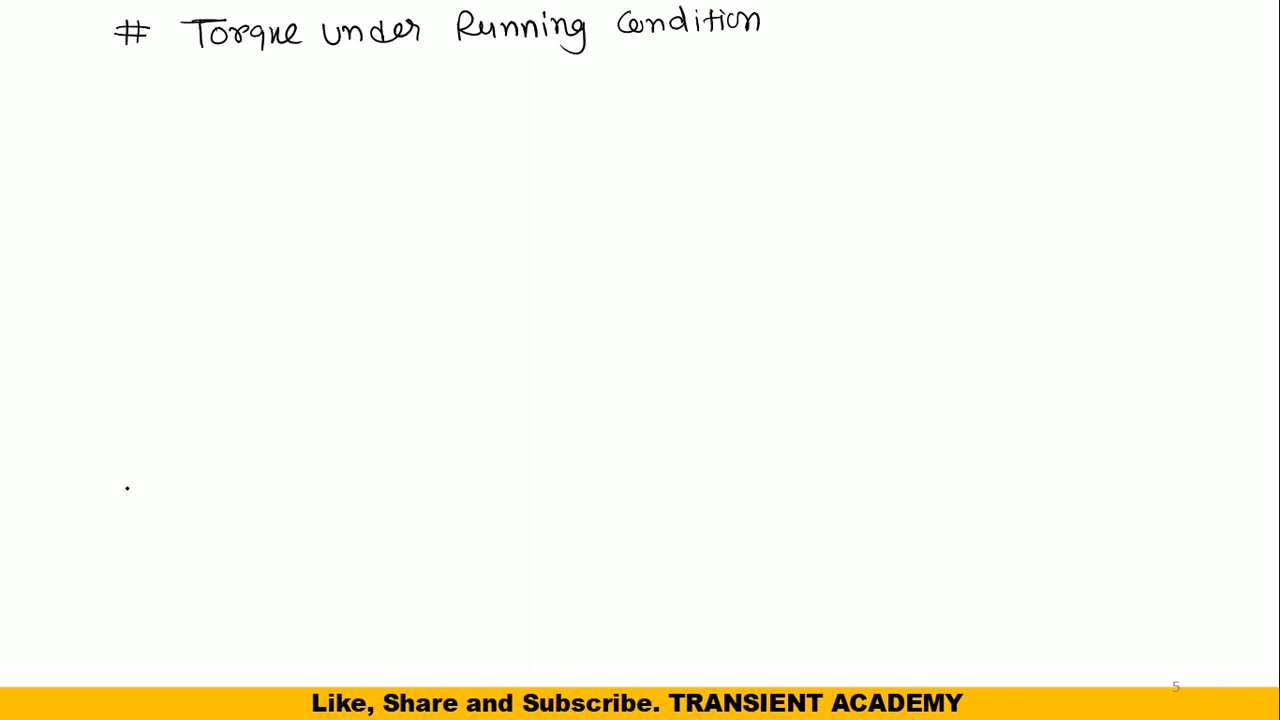 # Torque under Running Condition
5
Like, Share and Subscribe. TRANSIENT ACADEMY